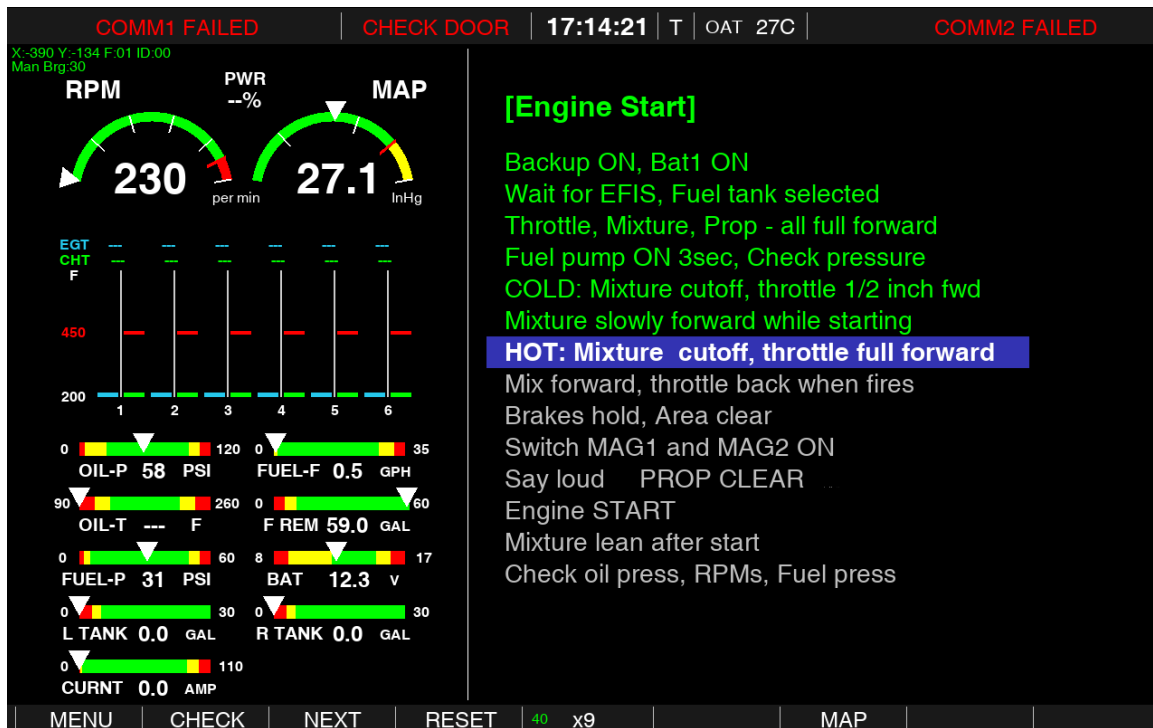 COMM1 FAILED CHECK DOOR 17:14:21 T OAT 27C COMM2 FAILED
X:-390 Y:-134 F:01 ID:00
Man Brg:30
RPM PWR MAP
--%
230 per min 27.1 InHg
EGT --- --- --- --- --- ---
CHT --- --- --- --- --- ---
F
450
200
1 2 3 4 5 6
0 120 0 35
OIL-P 58 PSI FUEL-F 0.5 GPH
90 260 0 60
OIL-T --- F F REM 59.0 GAL
0 60 8 17
FUEL-P 31 PSI BAT 12.3 V
0 30 0 30
L TANK 0.0 GAL R TANK 0.0 GAL
0 110
CURNT 0.0 AMP
[Engine Start]
Backup ON, Bat1 ON
Wait for EFIS, Fuel tank selected
Throttle, Mixture, Prop - all full forward
Fuel pump ON 3sec, Check pressure
COLD: Mixture cutoff, throttle 1/2 inch fwd
Mixture slowly forward while starting
HOT: Mixture cutoff, throttle full forward
Mix forward, throttle back when fires
Brakes hold, Area clear
Switch MAG1 and MAG2 ON
Say loud PROP CLEAR
Engine START
Mixture lean after start
Check oil press, RPMs, Fuel press
MENU CHECK NEXT RESET 40 x9 MAP